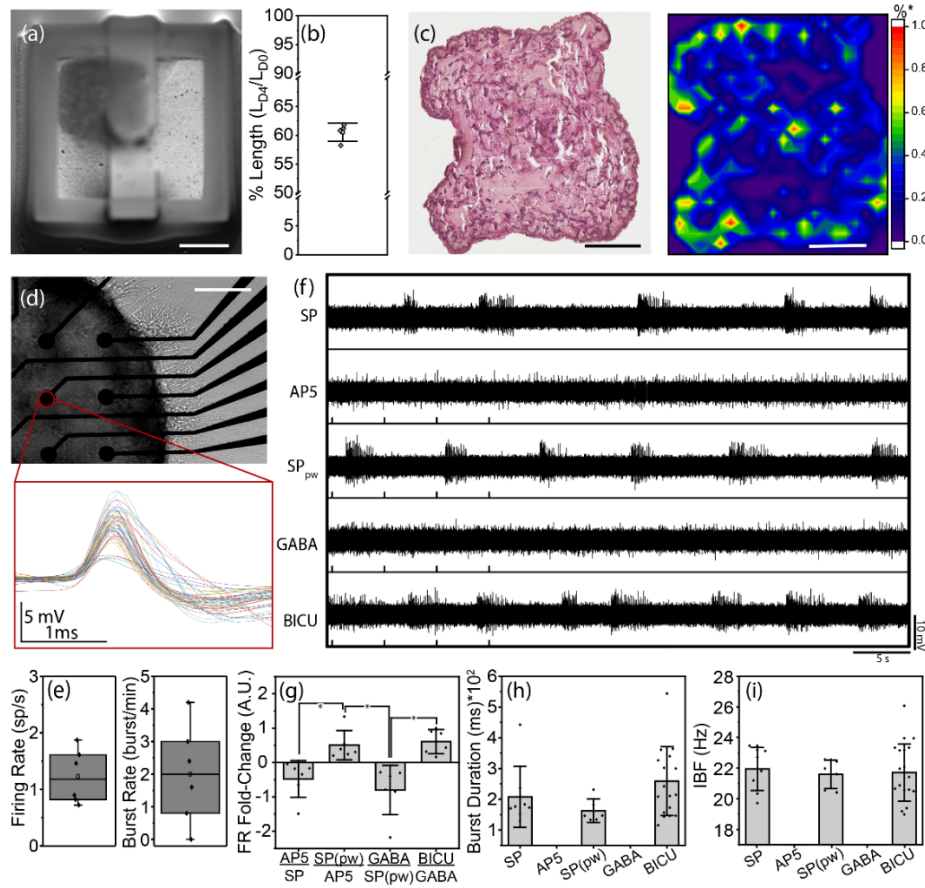 (a)
(b)
% Length (L_D4/L_D0)
100
95
90
65
60
55
50
5
0
(c)
%*
1.0
0.8
0.6
0.4
0.2
0.0
(d)
5 mV
1ms
(f)
SP
AP5
SP_pw
GABA
BICU
10 mV
5 s
(e)
Firing Rate (sp/s)
3
2
1
0
Burst Rate (burst/min)
5
4
3
2
1
0
(g)
FR Fold-Change (A.U.)
2
1
0
-1
-2
*
*
*
AP5 SP(pw) GABA BICU
SP AP5 SP(pw) GABA
(h)
Burst Duration (ms)*10²
6
5
4
3
2
1
SP AP5 SP(pw) GABA BICU
(i)
IBF (Hz)
28
26
24
22
20
18
SP AP5 SP(pw) GABA BICU